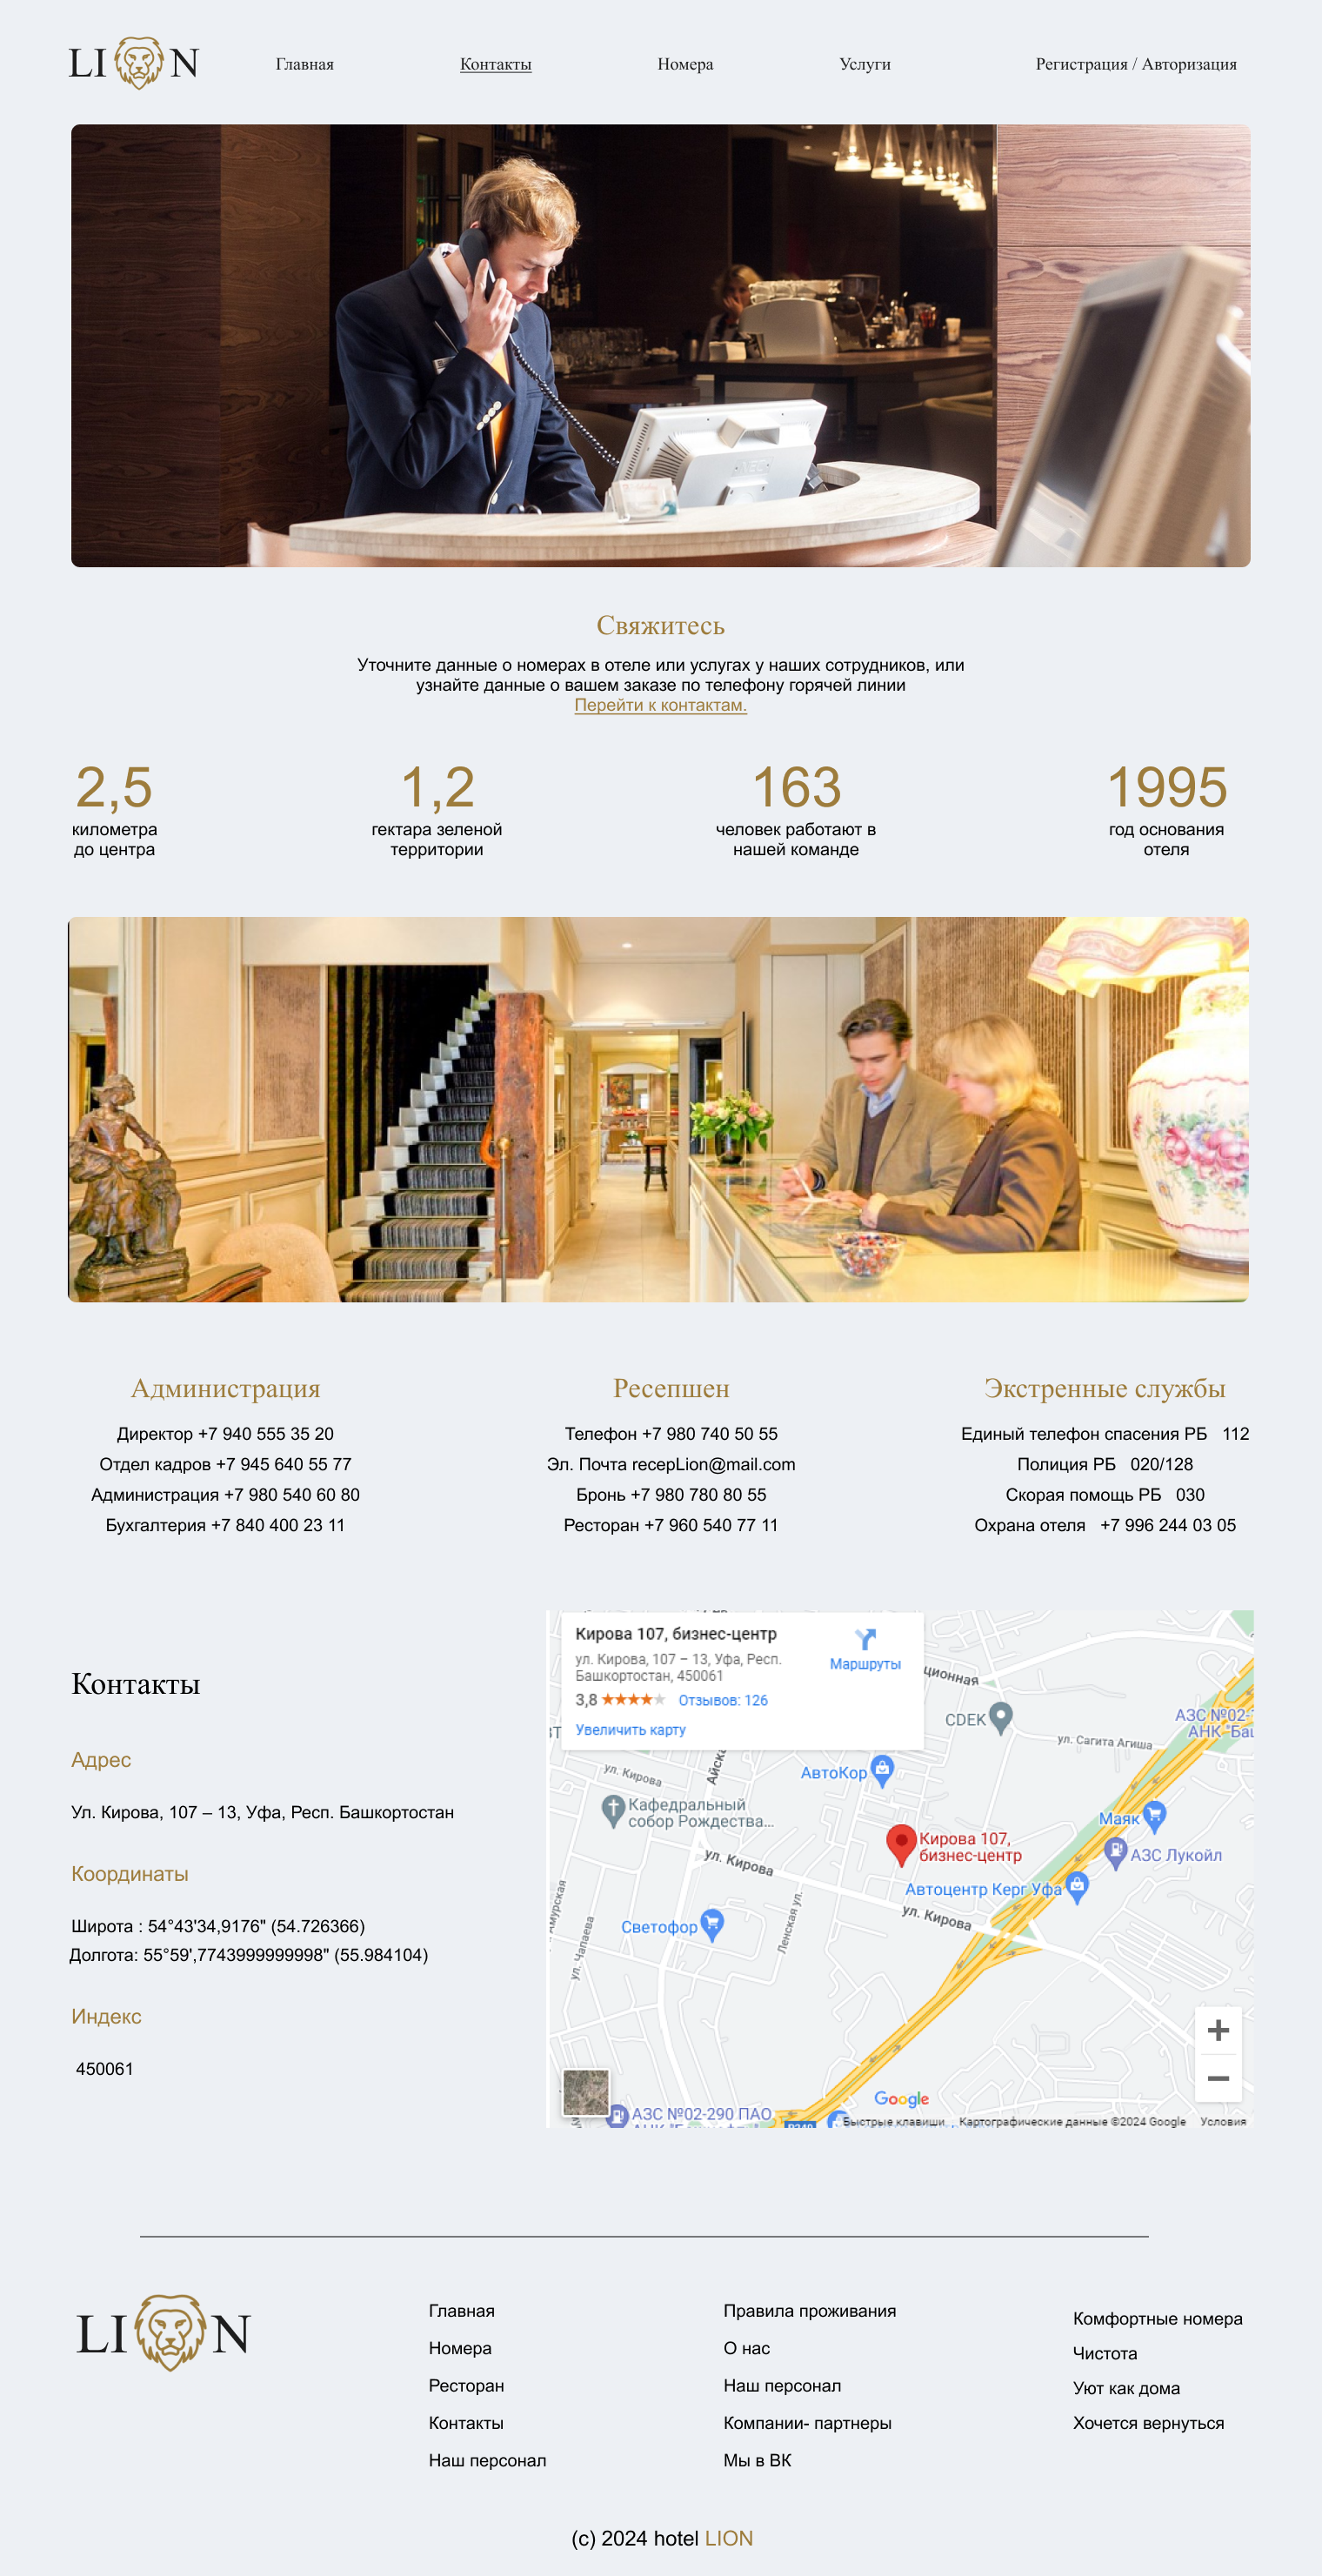 LION
Главная
Контакты
Номера
Услуги
Регистрация / Авторизация
Свяжитесь
Уточните данные о номерах в отеле или услугах у наших сотрудников, или
узнайте данные о вашем заказе по телефону горячей линии
Перейти к контактам.
2,5
километра
до центра
1,2
гектара зеленой
территории
163
человек работают в
нашей команде
1995
год основания
отеля
Администрация
Директор +7 940 555 35 20
Отдел кадров +7 945 640 55 77
Администрация +7 980 540 60 80
Бухгалтерия +7 840 400 23 11
Ресепшен
Телефон +7 980 740 50 55
Эл. Почта recepLion@mail.com
Бронь +7 980 780 80 55
Ресторан +7 960 540 77 11
Экстренные службы
Единый телефон спасения РБ 112
Полиция РБ 020/128
Скорая помощь РБ 030
Охрана отеля +7 996 244 03 05
Контакты
Адрес
Ул. Кирова, 107 – 13, Уфа, Респ. Башкортостан
Координаты
Широта : 54°43'34,9176" (54.726366)
Долгота: 55°59',7743999999998" (55.984104)
Индекс
450061
Кирова 107, бизнес-центр
ул. Кирова, 107 – 13, Уфа, Респ.
Башкортостан, 450061
3,8
Отзывов: 126
Увеличить карту
Маршруты
ционная
CDEK
АЗС №02-
АНК "Баш
ул. Сагита Агиша
ул. Кирова
Айска
АвтоКор
Кафедральный
собор Рождества...
Маяк
Кирова 107,
бизнес-центр
АЗС Лукойл
ул. Кирова
Автоцентр Керг Уфа
ул. Кирова
Светофор
Ленская ул.
Амурская
ул. Чапаева
Google
АЗС №02-290 ПАО
Быстрые клавиши
Картографические данные ©2024 Google
Условия
LION
Главная
Номера
Ресторан
Контакты
Наш персонал
Правила проживания
О нас
Наш персонал
Компании- партнеры
Мы в ВК
Комфортные номера
Чистота
Уют как дома
Хочется вернуться
(c) 2024 hotel LION